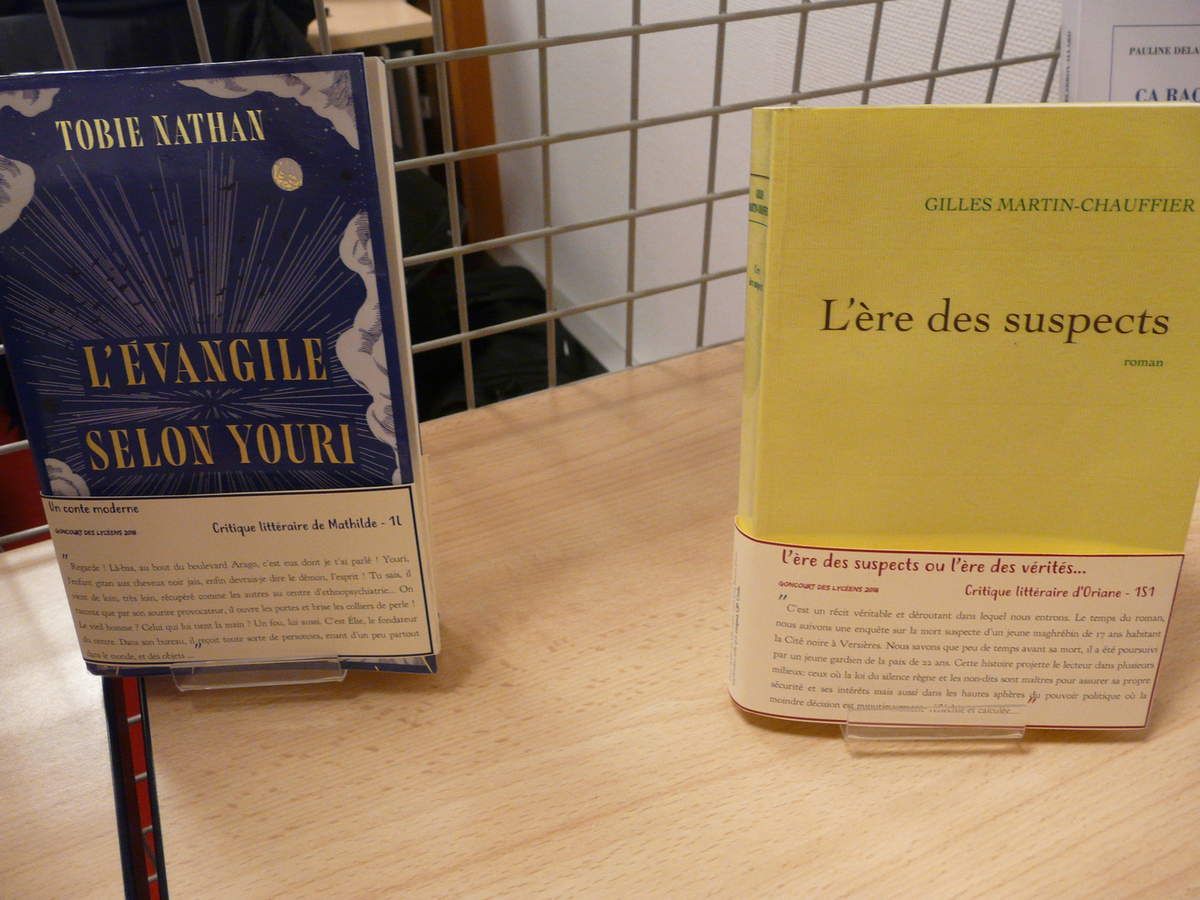 TOBIE NATHAN
L'ÉVANGILE
SELON YOURI
Un conte moderne
GONCOURT DES LYCÉENS 2018
Critique littéraire de Mathilde - 1L
" Regarde ! Là-bas, au bout du boulevard Arago, c'est eux dont je t'ai parlé ! Youri,
l'enfant gitan aux cheveux noir jais, enfin devrais-je dire le démon, l'esprit ! Tu sais, il
vient de loin, très loin, récupéré comme les autres au centre d'ethnopsychiatrie... On
raconte que par son sourire provocateur, il ouvre les portes et brise les colliers de perle !
Le vieil homme ? Celui qui lui tient la main ? Un fou, lui aussi. C'est Élie, le fondateur
du centre. Dans son bureau, il reçoit toute sorte de personnes, errant d'un peu partout
dans le monde, et des objets ... "
PAULINE DELA
ÇA RAC
GILLES MARTIN-CHAUFFIER
L'ère des suspects
roman
L'ère des suspects ou l'ère des vérités...
GONCOURT DES LYCÉENS 2018
Critique littéraire d'Oriane - 1S1
" C'est un récit véritable et déroutant dans lequel nous entrons. Le temps du roman,
nous suivons une enquête sur la mort suspecte d'un jeune maghrébin de 17 ans habitant
la Cité noire à Versières. Nous savons que peu de temps avant sa mort, il a été poursuivi
par un jeune gardien de la paix de 22 ans. Cette histoire projette le lecteur dans plusieurs
milieux: ceux où la loi du silence règne et les non-dits sont maîtres pour assurer sa propre
sécurité et ses intérêts mais aussi dans les hautes sphères du pouvoir politique où la
moindre décision est et calculée... "